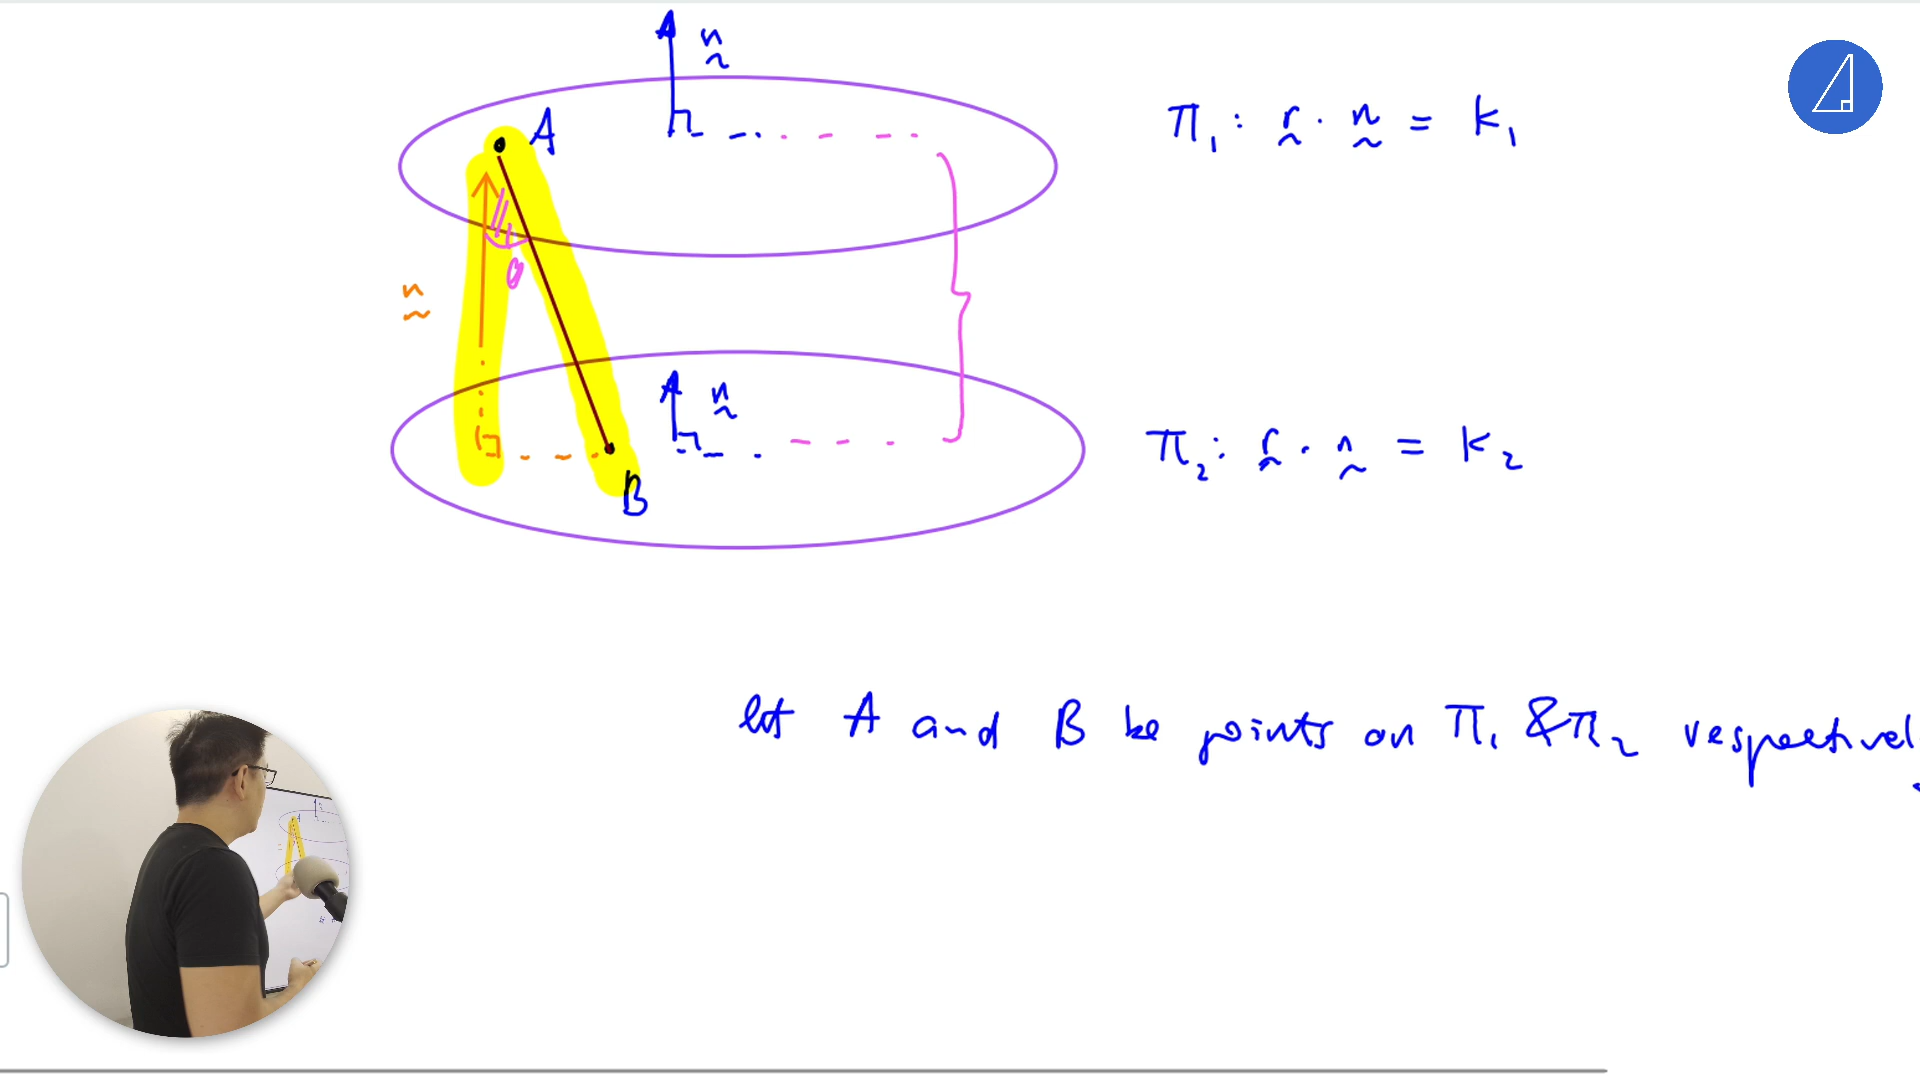 n
A
π₁: r · n = k₁
θ
n
n
π₂: r · n = k₂
B
let A and B be points on π₁ & π₂ respectively